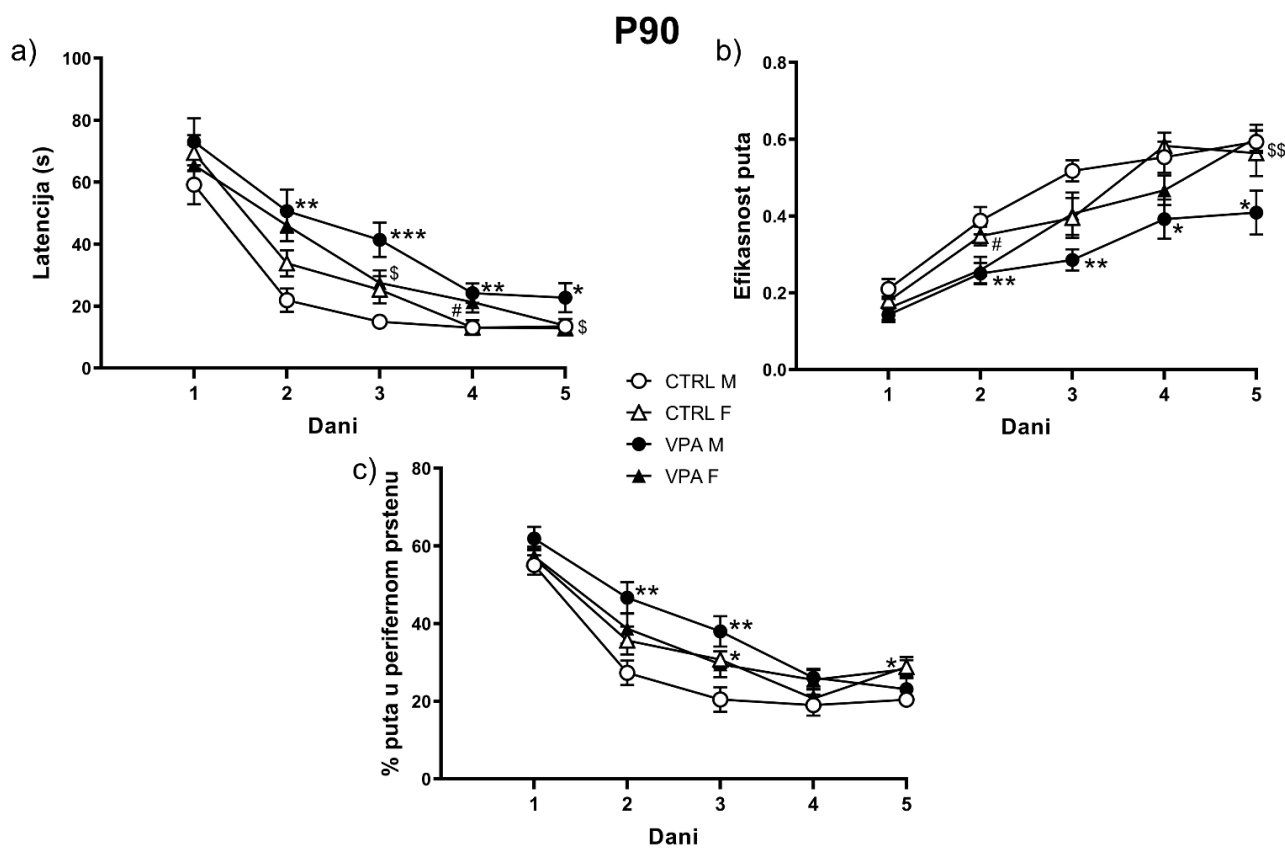 P90
a)
Latencija (s)
100
80
60
40
20
0
**
***
$
#
**
*
$
1 2 3 4 5
Dani
b)
Efikasnost puta
0.8
0.6
0.4
0.2
0.0
#
**
**
*
*
$$
1 2 3 4 5
Dani
CTRL M
CTRL F
VPA M
VPA F
c)
% puta u perifernom prstenu
80
60
40
20
0
**
**
*
*
1 2 3 4 5
Dani